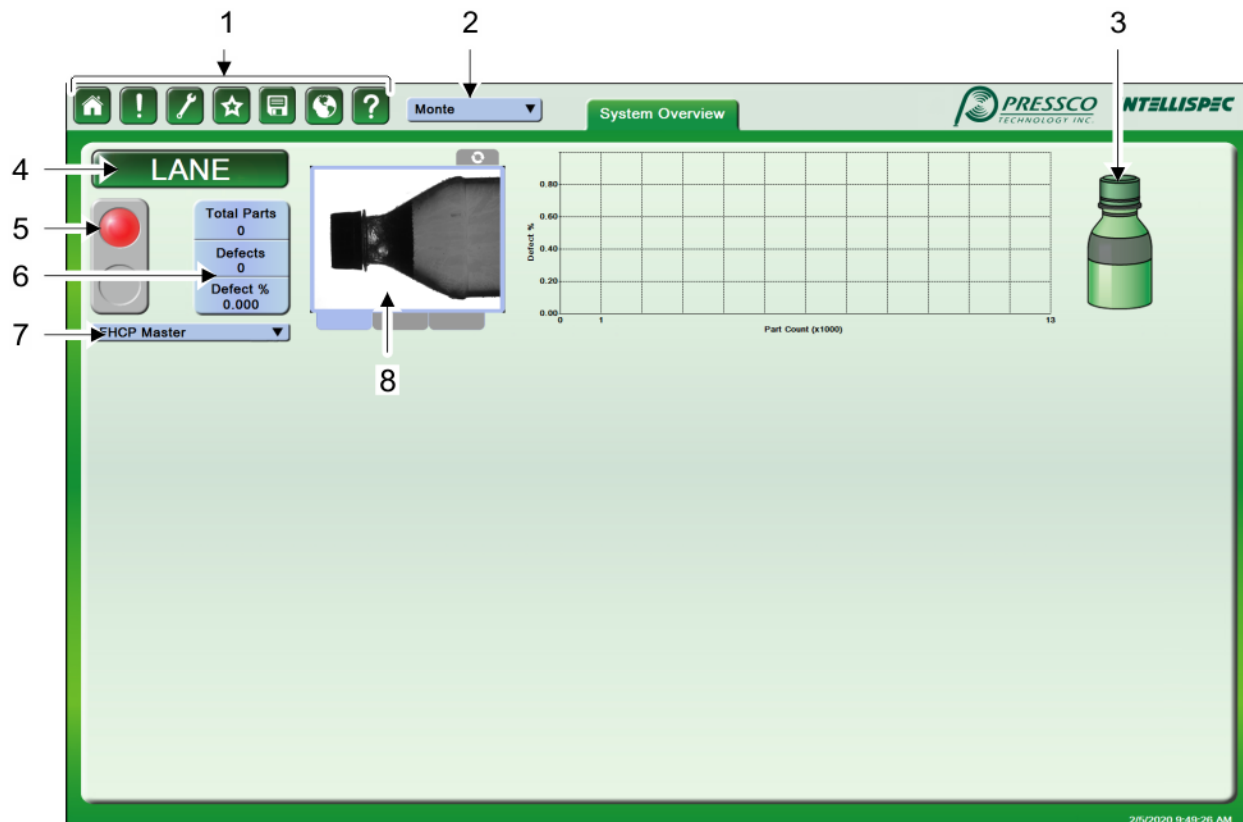 1
2
3
Monte
System Overview
PRESSCO
TECHNOLOGY INC.
NTELLISPEC
4
LANE
5
Total Parts
0
Defects
0
Defect %
0.000
6
7
FHCP Master
8
Defect %
0.80
0.60
0.40
0.20
0.00
0
1
13
Part Count (x1000)
2/5/2020 9:49:26 AM